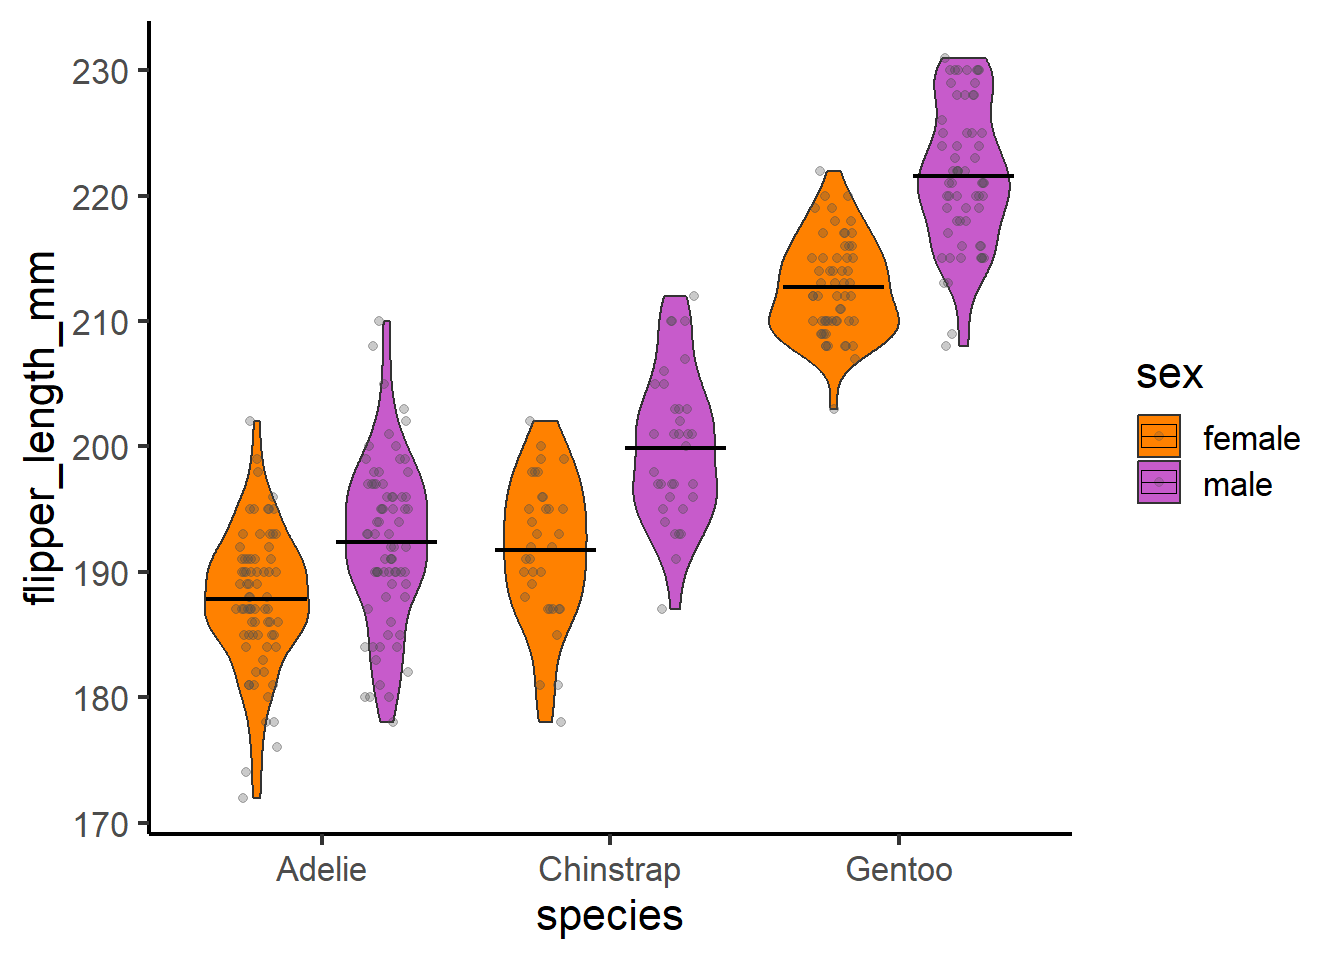 230
220
210
200
190
180
170
flipper_length_mm
Adelie
Chinstrap
Gentoo
species
sex
female
male